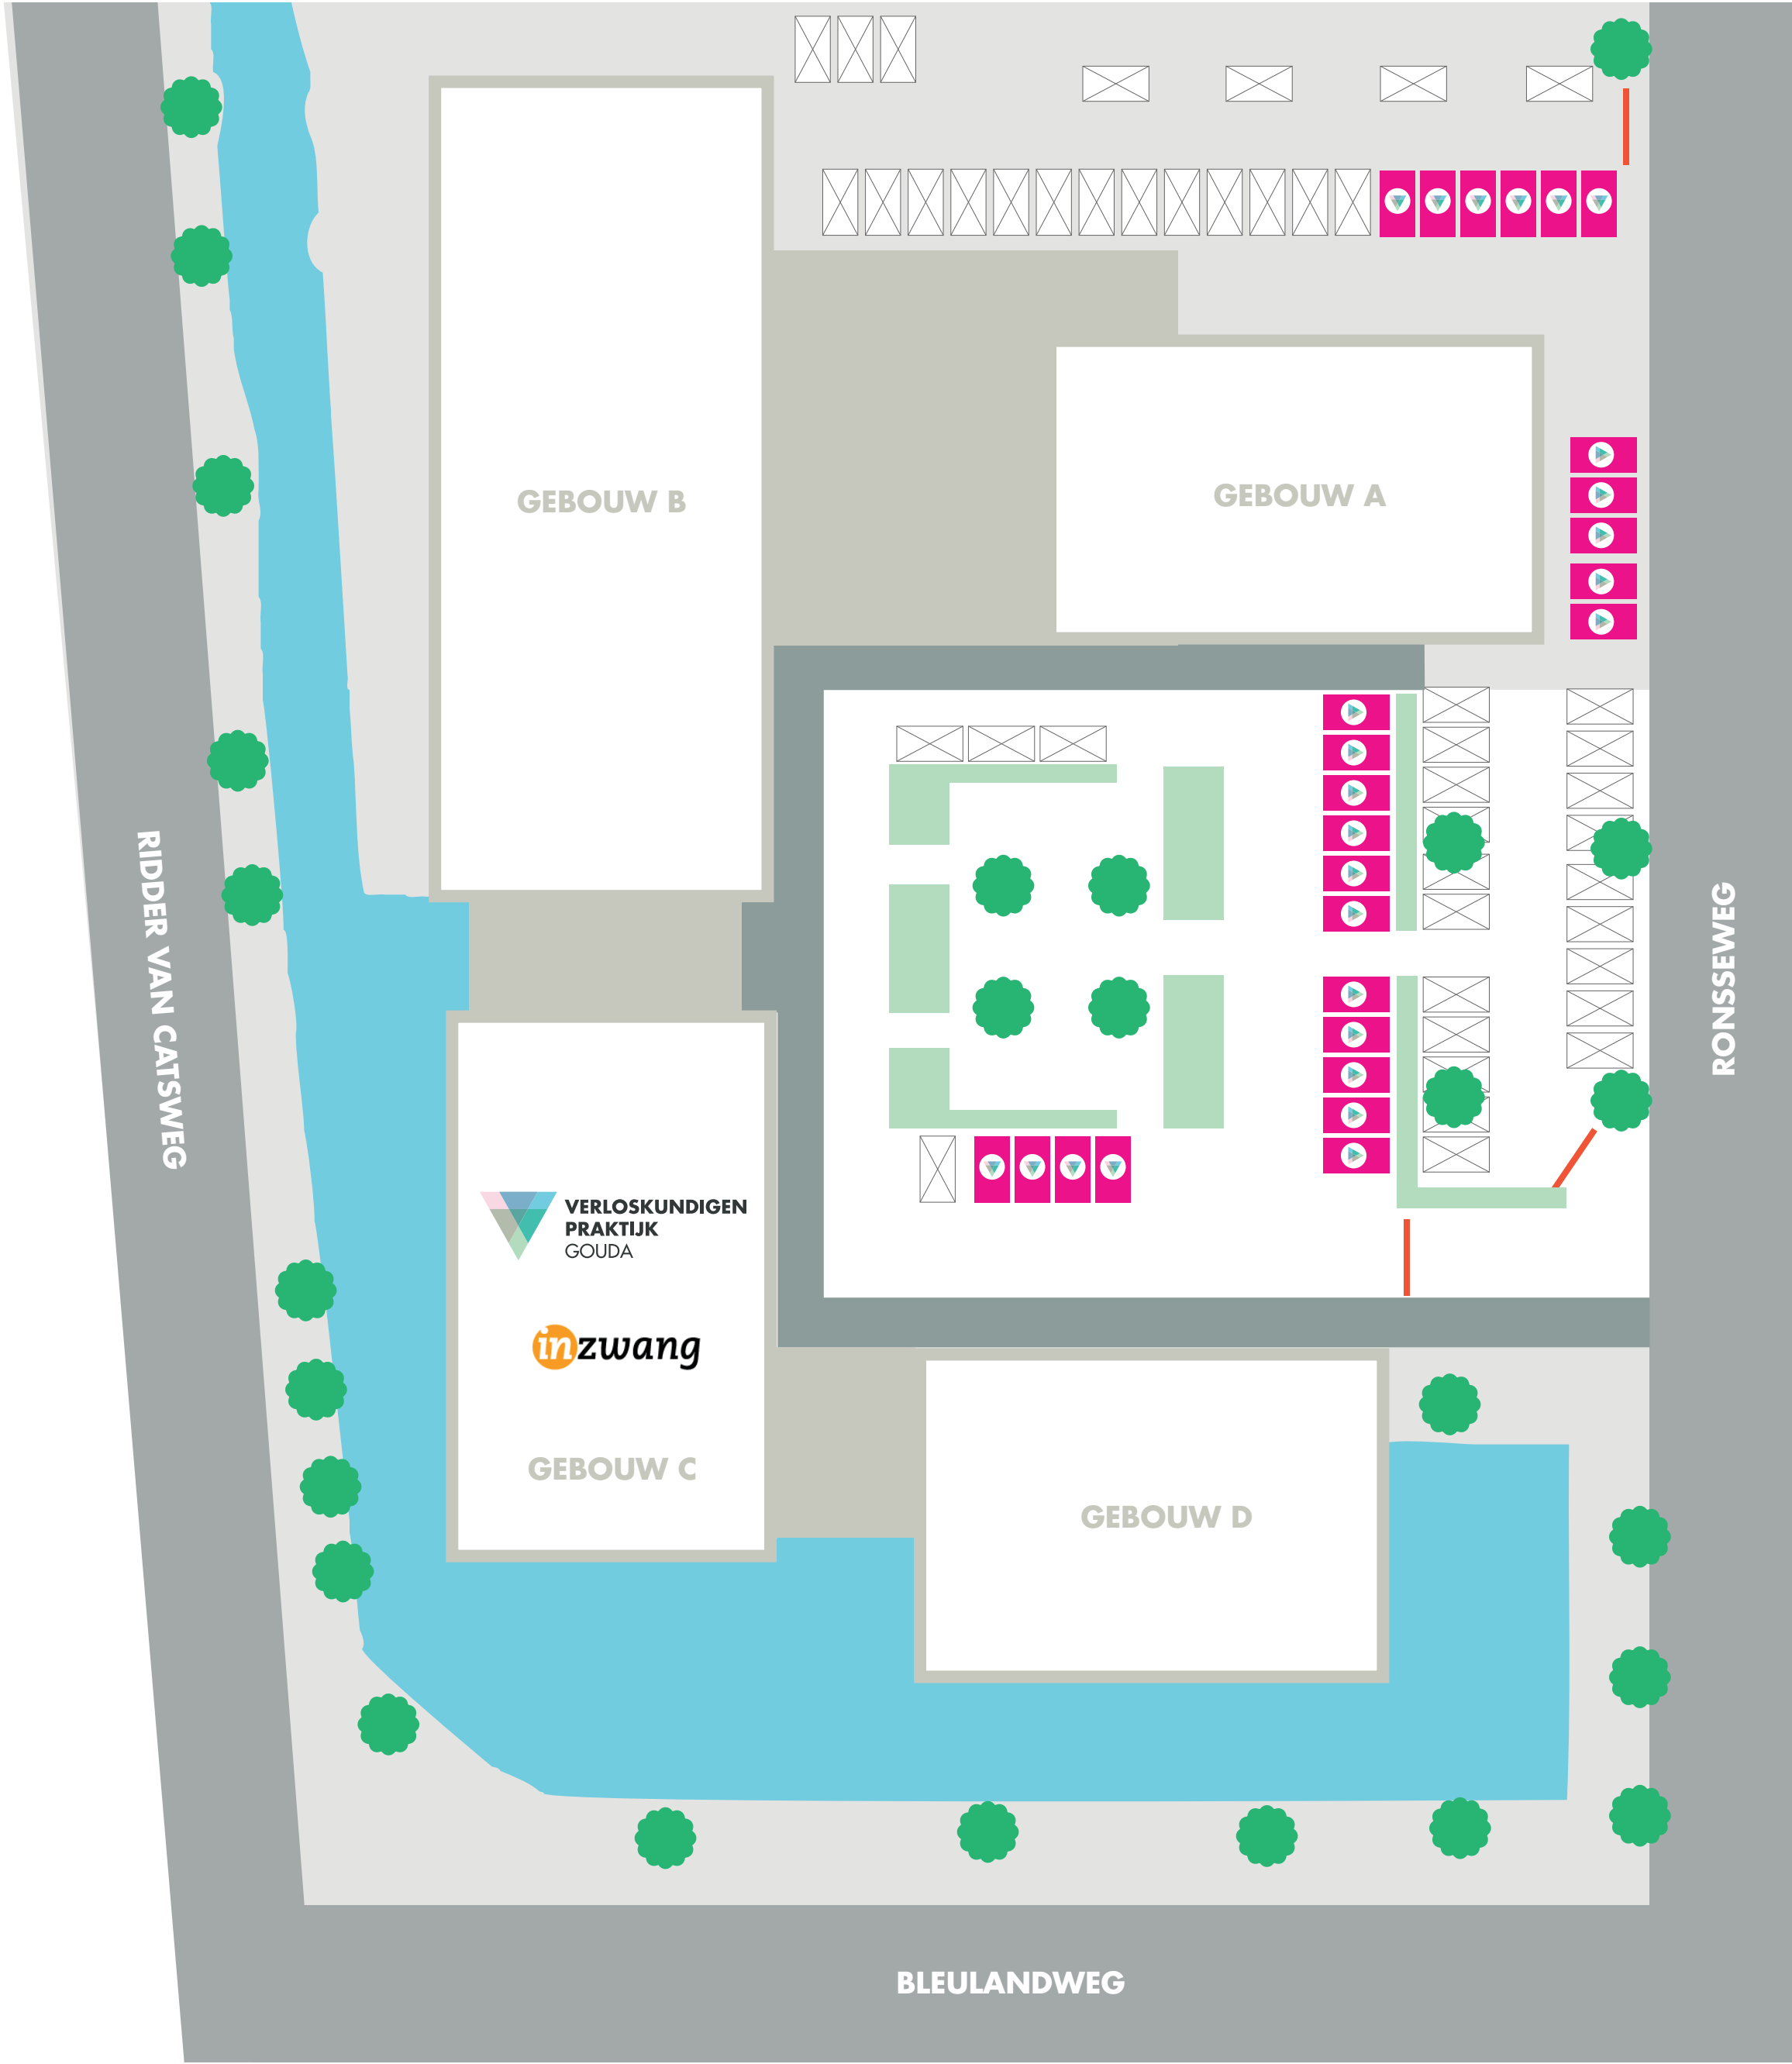 GEBOUW B
GEBOUW A
RIDDER VAN CATSWEG
RONSSEWEG
VERLOSKUNDIGEN
PRAKTIJK
GOUDA
inzwang
GEBOUW C
GEBOUW D
BLEULANDWEG